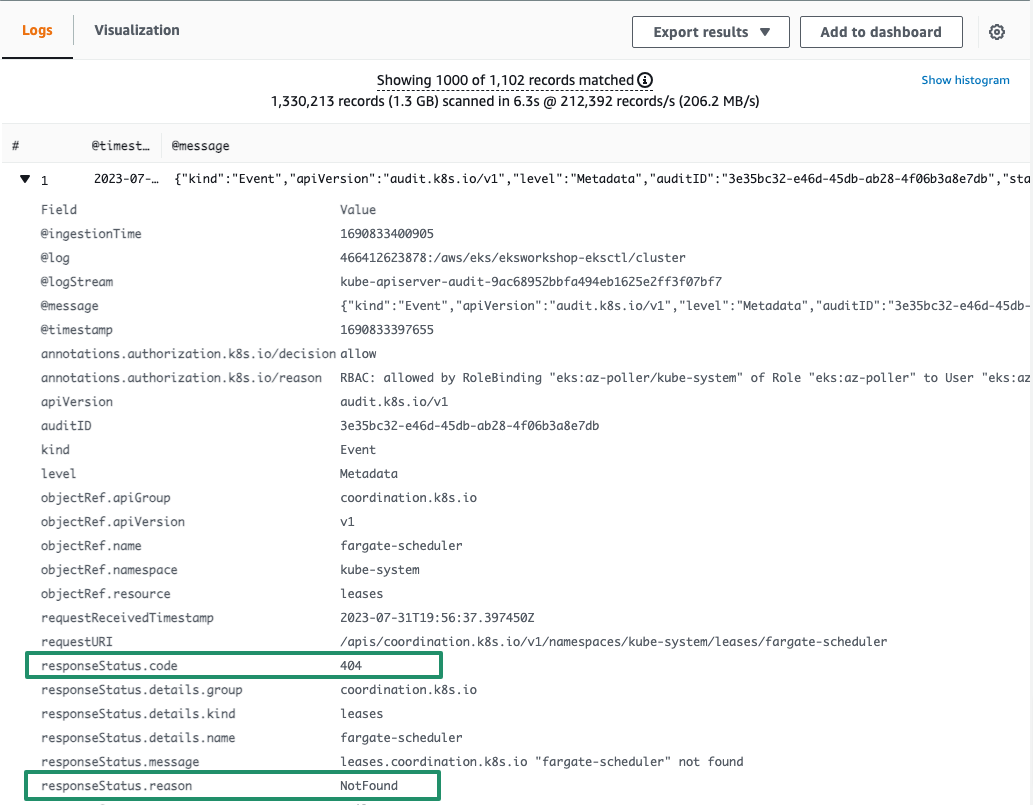 Logs Visualization Export results ▼ Add to dashboard
Showing 1000 of 1,102 records matched
Show histogram
1,330,213 records (1.3 GB) scanned in 6.3s @ 212,392 records/s (206.2 MB/s)
# @timest… @message
▼ 1 2023-07-… {"kind":"Event","apiVersion":"audit.k8s.io/v1","level":"Metadata","auditID":"3e35bc32-e46d-45db-ab28-4f06b3a8e7db","sta
Field Value
@ingestionTime 1690833400905
@log 466412623878:/aws/eks/eksworkshop-eksctl/cluster
@logStream kube-apiserver-audit-9ac68952bbfa494eb1625e2ff3f07bf7
@message {"kind":"Event","apiVersion":"audit.k8s.io/v1","level":"Metadata","auditID":"3e35bc32-e46d-45db-
@timestamp 1690833397655
annotations.authorization.k8s.io/decision allow
annotations.authorization.k8s.io/reason RBAC: allowed by RoleBinding "eks:az-poller/kube-system" of Role "eks:az-poller" to User "eks:az
apiVersion audit.k8s.io/v1
auditID 3e35bc32-e46d-45db-ab28-4f06b3a8e7db
kind Event
level Metadata
objectRef.apiGroup coordination.k8s.io
objectRef.apiVersion v1
objectRef.name fargate-scheduler
objectRef.namespace kube-system
objectRef.resource leases
requestReceivedTimestamp 2023-07-31T19:56:37.397450Z
requestURI /apis/coordination.k8s.io/v1/namespaces/kube-system/leases/fargate-scheduler
responseStatus.code 404
responseStatus.details.group coordination.k8s.io
responseStatus.details.kind leases
responseStatus.details.name fargate-scheduler
responseStatus.message leases.coordination.k8s.io "fargate-scheduler" not found
responseStatus.reason NotFound